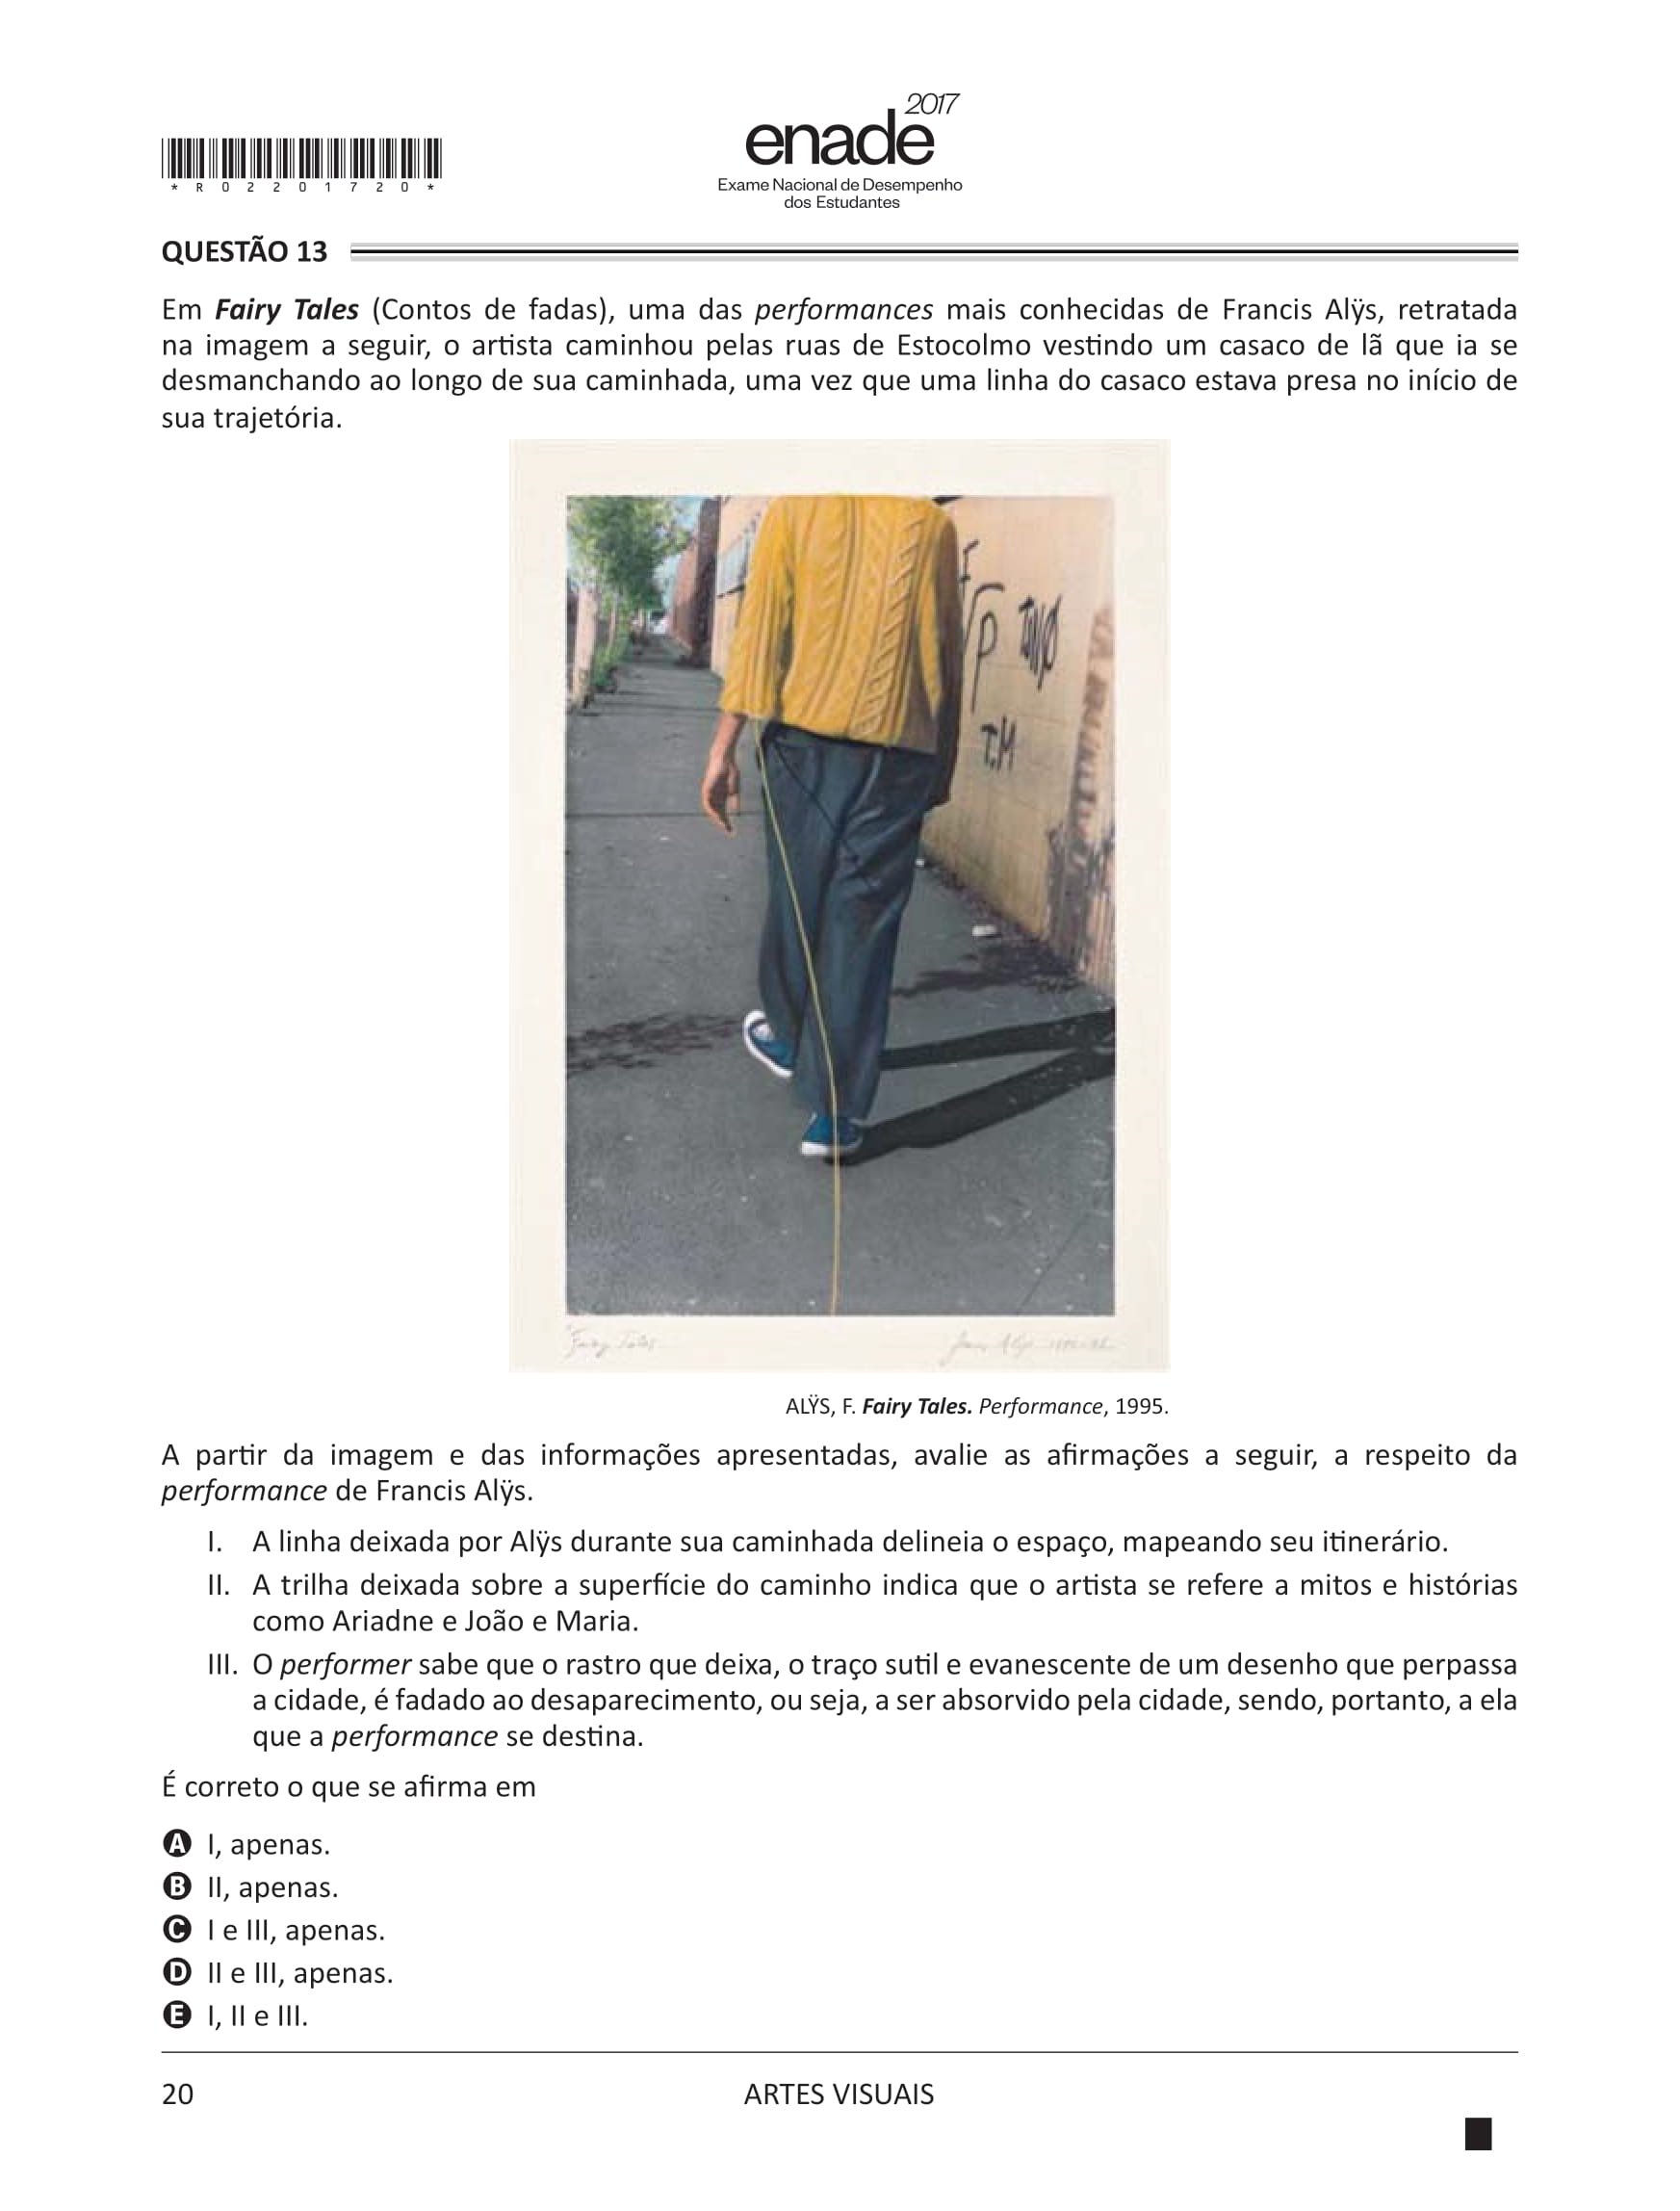 * R 0 2 2 0 1 7 2 0 *
2017
enade
Exame Nacional de Desempenho
dos Estudantes
QUESTÃO 13
Em Fairy Tales (Contos de fadas), uma das performances mais conhecidas de Francis Alÿs, retratada
na imagem a seguir, o artista caminhou pelas ruas de Estocolmo vestindo um casaco de lã que ia se
desmanchando ao longo de sua caminhada, uma vez que uma linha do casaco estava presa no início de
sua trajetória.
T.M
Fairy Tales
ALŸS, F. Fairy Tales. Performance, 1995.
A partir da imagem e das informações apresentadas, avalie as afirmações a seguir, a respeito da
performance de Francis Alÿs.
I. A linha deixada por Alÿs durante sua caminhada delineia o espaço, mapeando seu itinerário.
II. A trilha deixada sobre a superfície do caminho indica que o artista se refere a mitos e histórias
como Ariadne e João e Maria.
III. O performer sabe que o rastro que deixa, o traço sutil e evanescente de um desenho que perpassa
a cidade, é fadado ao desaparecimento, ou seja, a ser absorvido pela cidade, sendo, portanto, a ela
que a performance se destina.
É correto o que se afirma em
A I, apenas.
B II, apenas.
C I e III, apenas.
D II e III, apenas.
E I, II e III.
20
ARTES VISUAIS